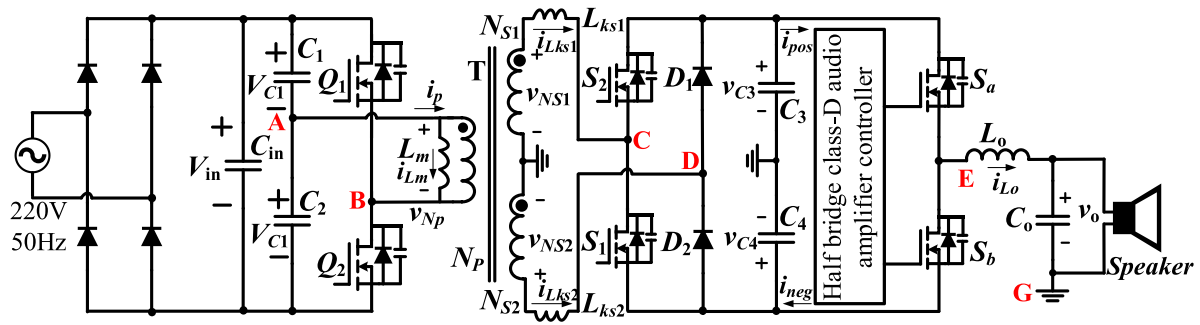 220V
50Hz
+
V_in
−
C_in
+
C_1
V_C1
−
A
+
C_2
V_C1
−
Q_1
B
Q_2
i_p
+
L_m
i_Lm
−
v_Np
T
N_P
N_S1
L_ks1
i_Lks1
+
v_NS1
-
-
v_NS2
+
N_S2
i_Lks2
L_ks2
S_2
C
S_1
D_1
D
D_2
+
v_C3
-
C_3
-
v_C4
+
C_4
i_pos
i_neg
Half bridge class-D audio
amplifier controller
S_a
E
S_b
L_o
i_Lo
C_o
+
v_o
-
G
Speaker